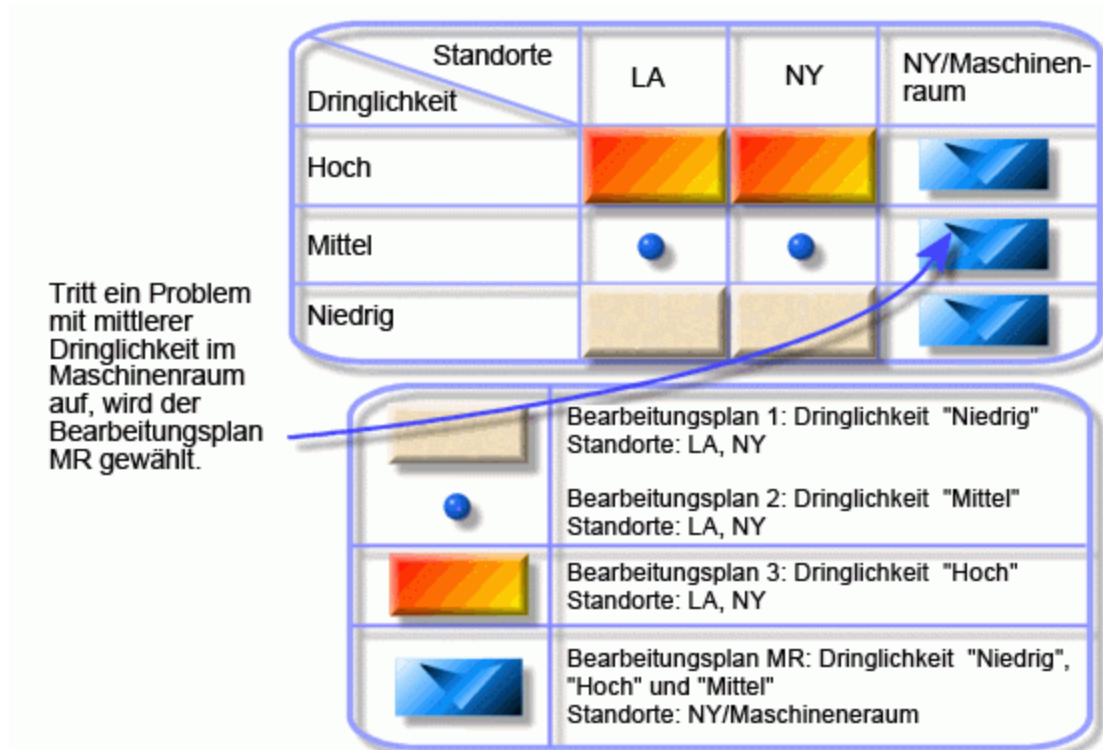 Standorte
Dringlichkeit
LA
NY
NY/Maschinen-
raum
Hoch
Mittel
Niedrig
Tritt ein Problem
mit mittlerer
Dringlichkeit im
Maschinenraum
auf, wird der
Bearbeitungsplan
MR gewählt.
Bearbeitungsplan 1: Dringlichkeit "Niedrig"
Standorte: LA, NY
Bearbeitungsplan 2: Dringlichkeit "Mittel"
Standorte: LA, NY
Bearbeitungsplan 3: Dringlichkeit "Hoch"
Standorte: LA, NY
Bearbeitungsplan MR: Dringlichkeit "Niedrig",
"Hoch" und "Mittel"
Standorte: NY/Maschineneraum